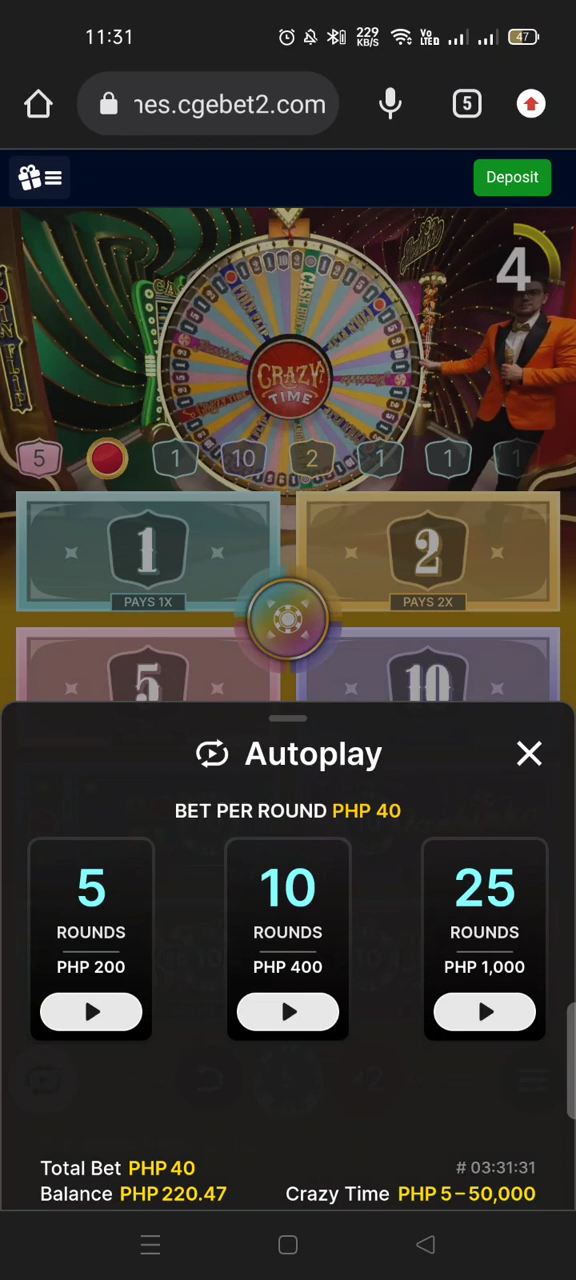 11:31
229
KB/S
Vo
LTED
47
nes.cgebet2.com
5
Deposit
4
CRAZY
TIME
5
1
10
2
1
1
1
1
2
PAYS 1X
PAYS 2X
5
10
Autoplay
BET PER ROUND PHP 40
5
10
25
ROUNDS
ROUNDS
ROUNDS
PHP 200
PHP 400
PHP 1,000
Total Bet PHP 40
# 03:31:31
Balance PHP 220.47
Crazy Time PHP 5–50,000